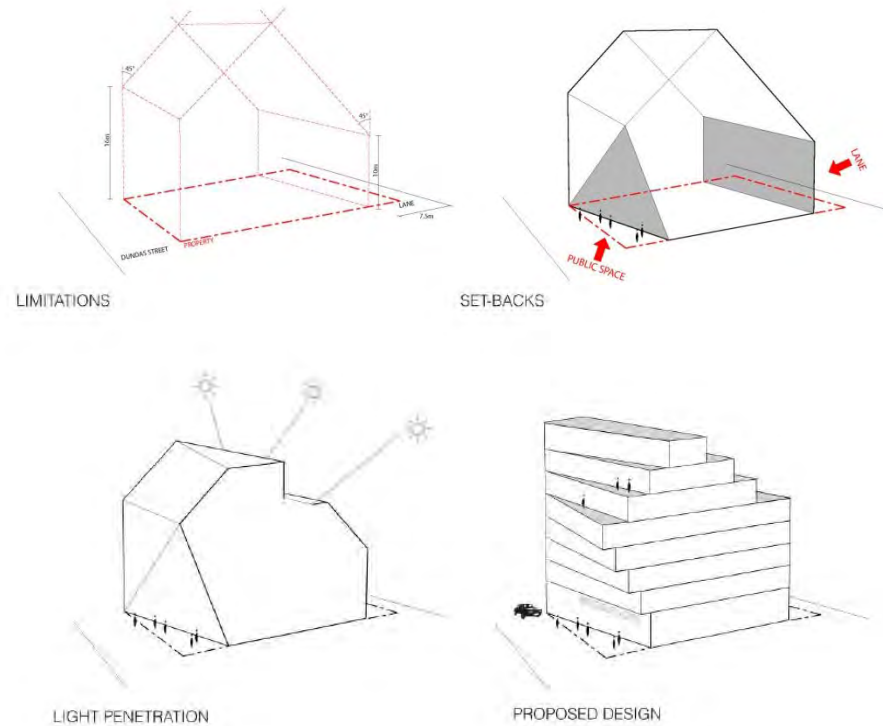 45°
16m
45°
10m
LANE
7.5m
DUNDAS STREET
PROPERTY
LIMITATIONS
LANE
PUBLIC SPACE
SET-BACKS
LIGHT PENETRATION
PROPOSED DESIGN